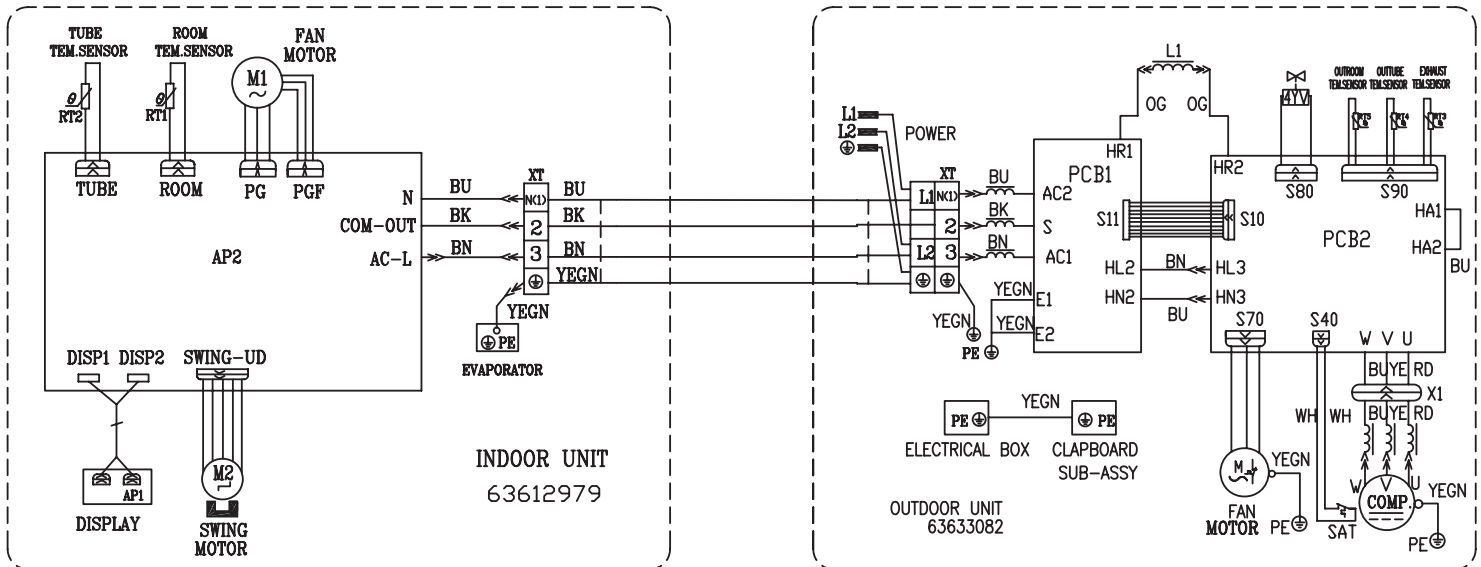 TUBE
TEM.SENSOR
RT2
ROOM
TEM.SENSOR
RT1
FAN
MOTOR
M1
~
TUBE
ROOM
PG
PGF
AP2
N
COM-OUT
AC-L
BU
BK
BN
XT
N(1)
2
3
BU
BK
BN
YEGN
YEGN
PE
EVAPORATOR
DISP1
DISP2
SWING-UD
AP1
DISPLAY
M2
SWING
MOTOR
INDOOR UNIT
63612979
L1
L2
POWER
XT
L1
N(1)
2
L2
3
BU
BK
BN
AC2
S
AC1
YEGN
PE
YEGN
E1
YEGN
E2
PCB1
HR1
S11
HL2
HN2
L1
OG
OG
HR2
S10
BN
HL3
BU
HN3
PCB2
4YV
S80
OUTROOM
TEM.SENSOR
RT5
OUTTUBE
TEM.SENSOR
RT4
EXHAUST
TEM.SENSOR
RT3
S90
HA1
HA2
BU
S70
S40
W V U
BU YE RD
X1
BU YE RD
WH
WH
M
FAN
MOTOR
YEGN
PE
SAT
W
V
U
COMP.
YEGN
PE
PE
YEGN
PE
ELECTRICAL BOX
CLAPBOARD
SUB-ASSY
OUTDOOR UNIT
63633082